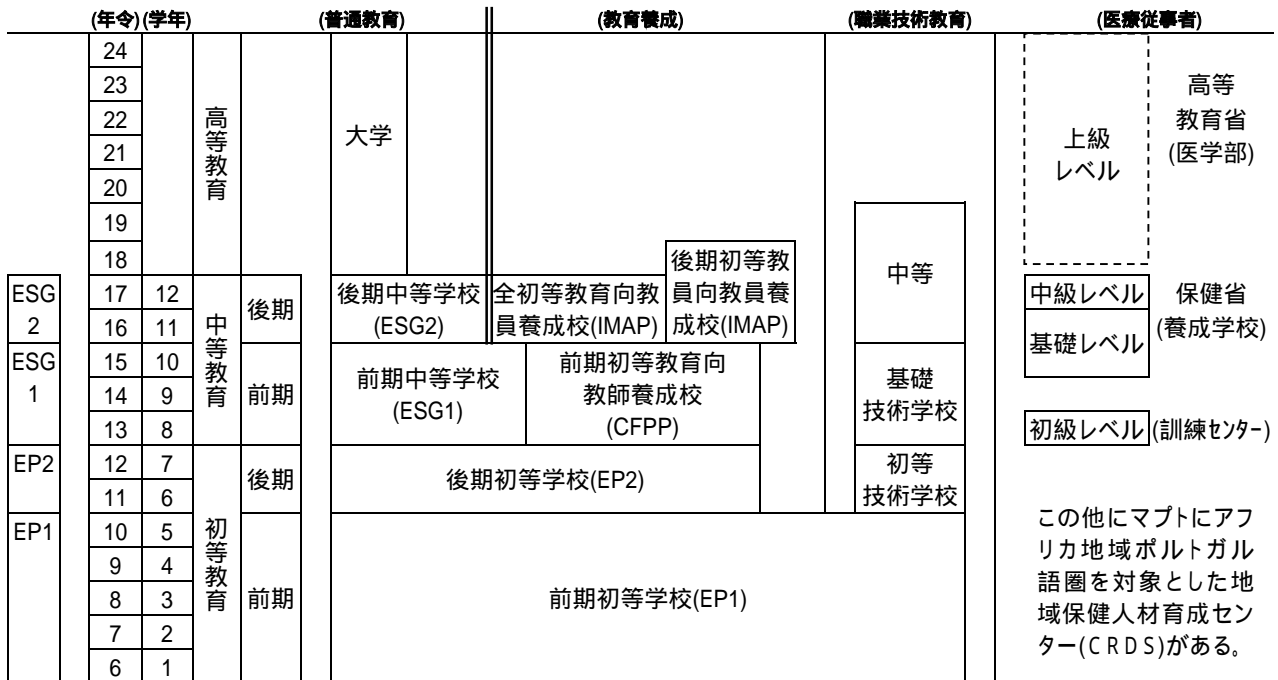 (年令) (学年) (普通教育) (教育養成) (職業技術教育) (医療従事者)
24
23
22
21
20
19
18
17 12
16 11
15 10
14 9
13 8
12 7
11 6
10 5
9 4
8 3
7 2
6 1
ESG
2
ESG
1
EP2
EP1
高等教育
中等教育
初等教育
後期
前期
後期
前期
大学
後期中等学校
(ESG2)
全初等教育向教
員養成校(IMAP)
後期初等教
員向教員養
成校(IMAP)
前期中等学校
(ESG1)
前期初等教育向
教師養成校
(CFPP)
後期初等学校(EP2)
前期初等学校(EP1)
中等
基礎
技術学校
初等
技術学校
上級
レベル
高等
教育省
(医学部)
中級レベル
基礎レベル
保健省
(養成学校)
初級レベル (訓練センター)
この他にマプトにアフ
リカ地域ポルトガル
語圏を対象とした地
域保健人材育成セン
ター(CRDS)がある。